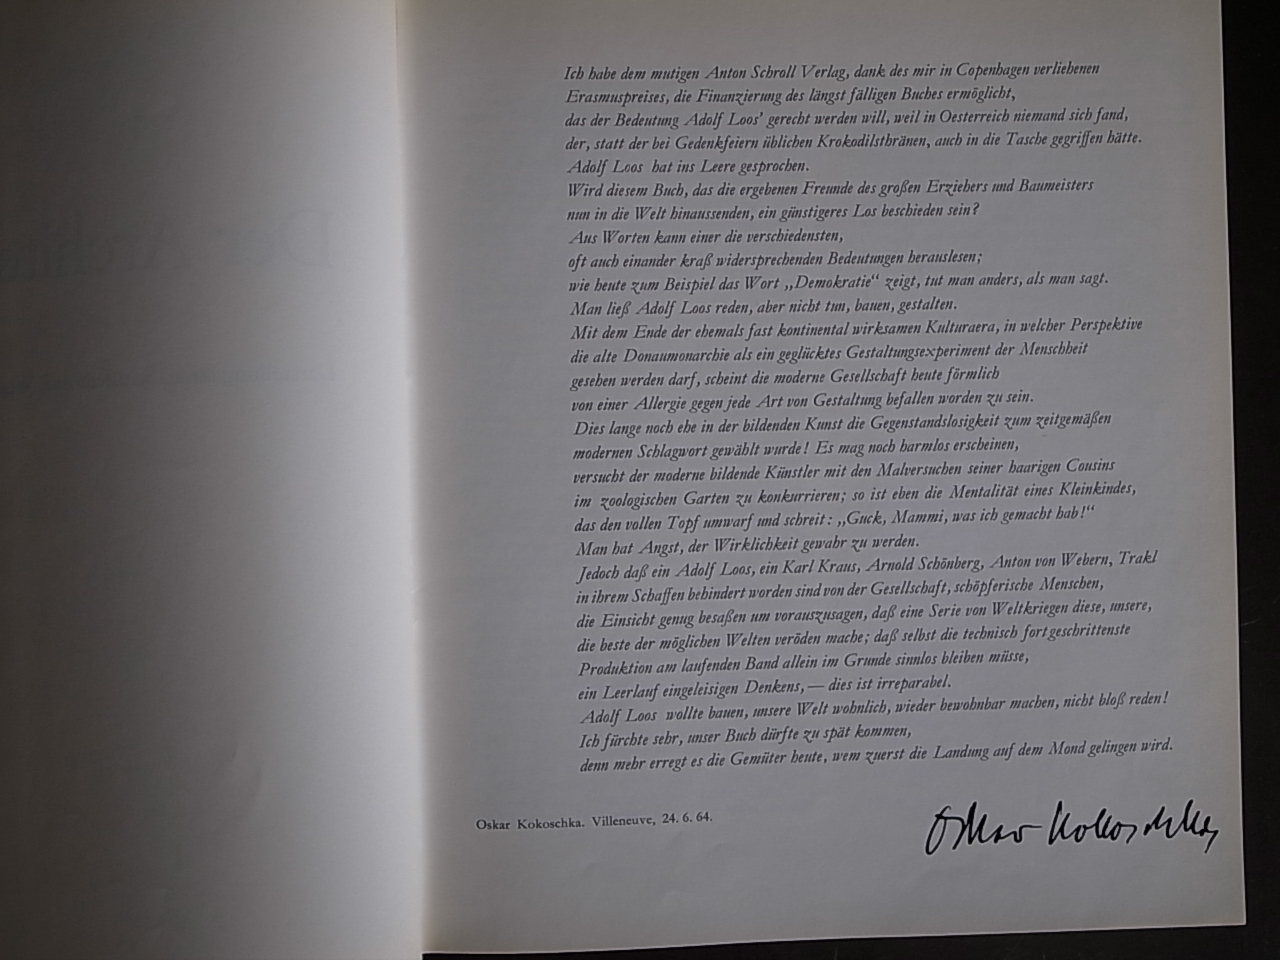 Ich habe dem mutigen Anton Schroll Verlag, dank des mir in Copenhagen verliehenen
Erasmuspreises, die Finanzierung des längst fälligen Buches ermöglicht,
das der Bedeutung Adolf Loos' gerecht werden will, weil in Oesterreich niemand sich fand,
der, statt der bei Gedenkfeiern üblichen Krokodilsthränen, auch in die Tasche gegriffen hätte.
Adolf Loos hat ins Leere gesprochen.
Wird diesem Buch, das die ergebenen Freunde des großen Erziehers und Baumeisters
nun in die Welt hinaussenden, ein günstigeres Los beschieden sein?
Aus Worten kann einer die verschiedensten,
oft auch einander kraß widersprechenden Bedeutungen herauslesen;
wie heute zum Beispiel das Wort „Demokratie“ zeigt, tut man anders, als man sagt.
Man ließ Adolf Loos reden, aber nicht tun, bauen, gestalten.
Mit dem Ende der ehemals fast kontinental wirksamen Kulturaera, in welcher Perspektive
die alte Donaumonarchie als ein geglücktes Gestaltungsexperiment der Menschheit
gesehen werden darf, scheint die moderne Gesellschaft heute förmlich
von einer Allergie gegen jede Art von Gestaltung befallen worden zu sein.
Dies lange noch ehe in der bildenden Kunst die Gegenstandslosigkeit zum zeitgemäßen
modernen Schlagwort gewählt wurde! Es mag noch harmlos erscheinen,
versucht der moderne bildende Künstler mit den Malversuchen seiner haarigen Cousins
im zoologischen Garten zu konkurrieren; so ist eben die Mentalität eines Kleinkindes,
das den vollen Topf umwarf und schreit: „Guck, Mammi, was ich gemacht hab!“
Man hat Angst, der Wirklichkeit gewahr zu werden.
Jedoch daß ein Adolf Loos, ein Karl Kraus, Arnold Schönberg, Anton von Webern, Trakl
in ihrem Schaffen behindert worden sind von der Gesellschaft, schöpferische Menschen,
die Einsicht genug besaßen um vorauszusagen, daß eine Serie von Weltkriegen diese, unsere,
die beste der möglichen Welten veröden mache; daß selbst die technisch fortgeschrittenste
Produktion am laufenden Band allein im Grunde sinnlos bleiben müsse,
ein Leerlauf eingeleisigen Denkens, — dies ist irreparabel.
Adolf Loos wollte bauen, unsere Welt wohnlich, wieder bewohnbar machen, nicht bloß reden!
Ich fürchte sehr, unser Buch dürfte zu spät kommen,
denn mehr erregt es die Gemüter heute, wem zuerst die Landung auf dem Mond gelingen wird.
Oskar Kokoschka. Villeneuve, 24. 6. 64.
Oskar Kokoschka